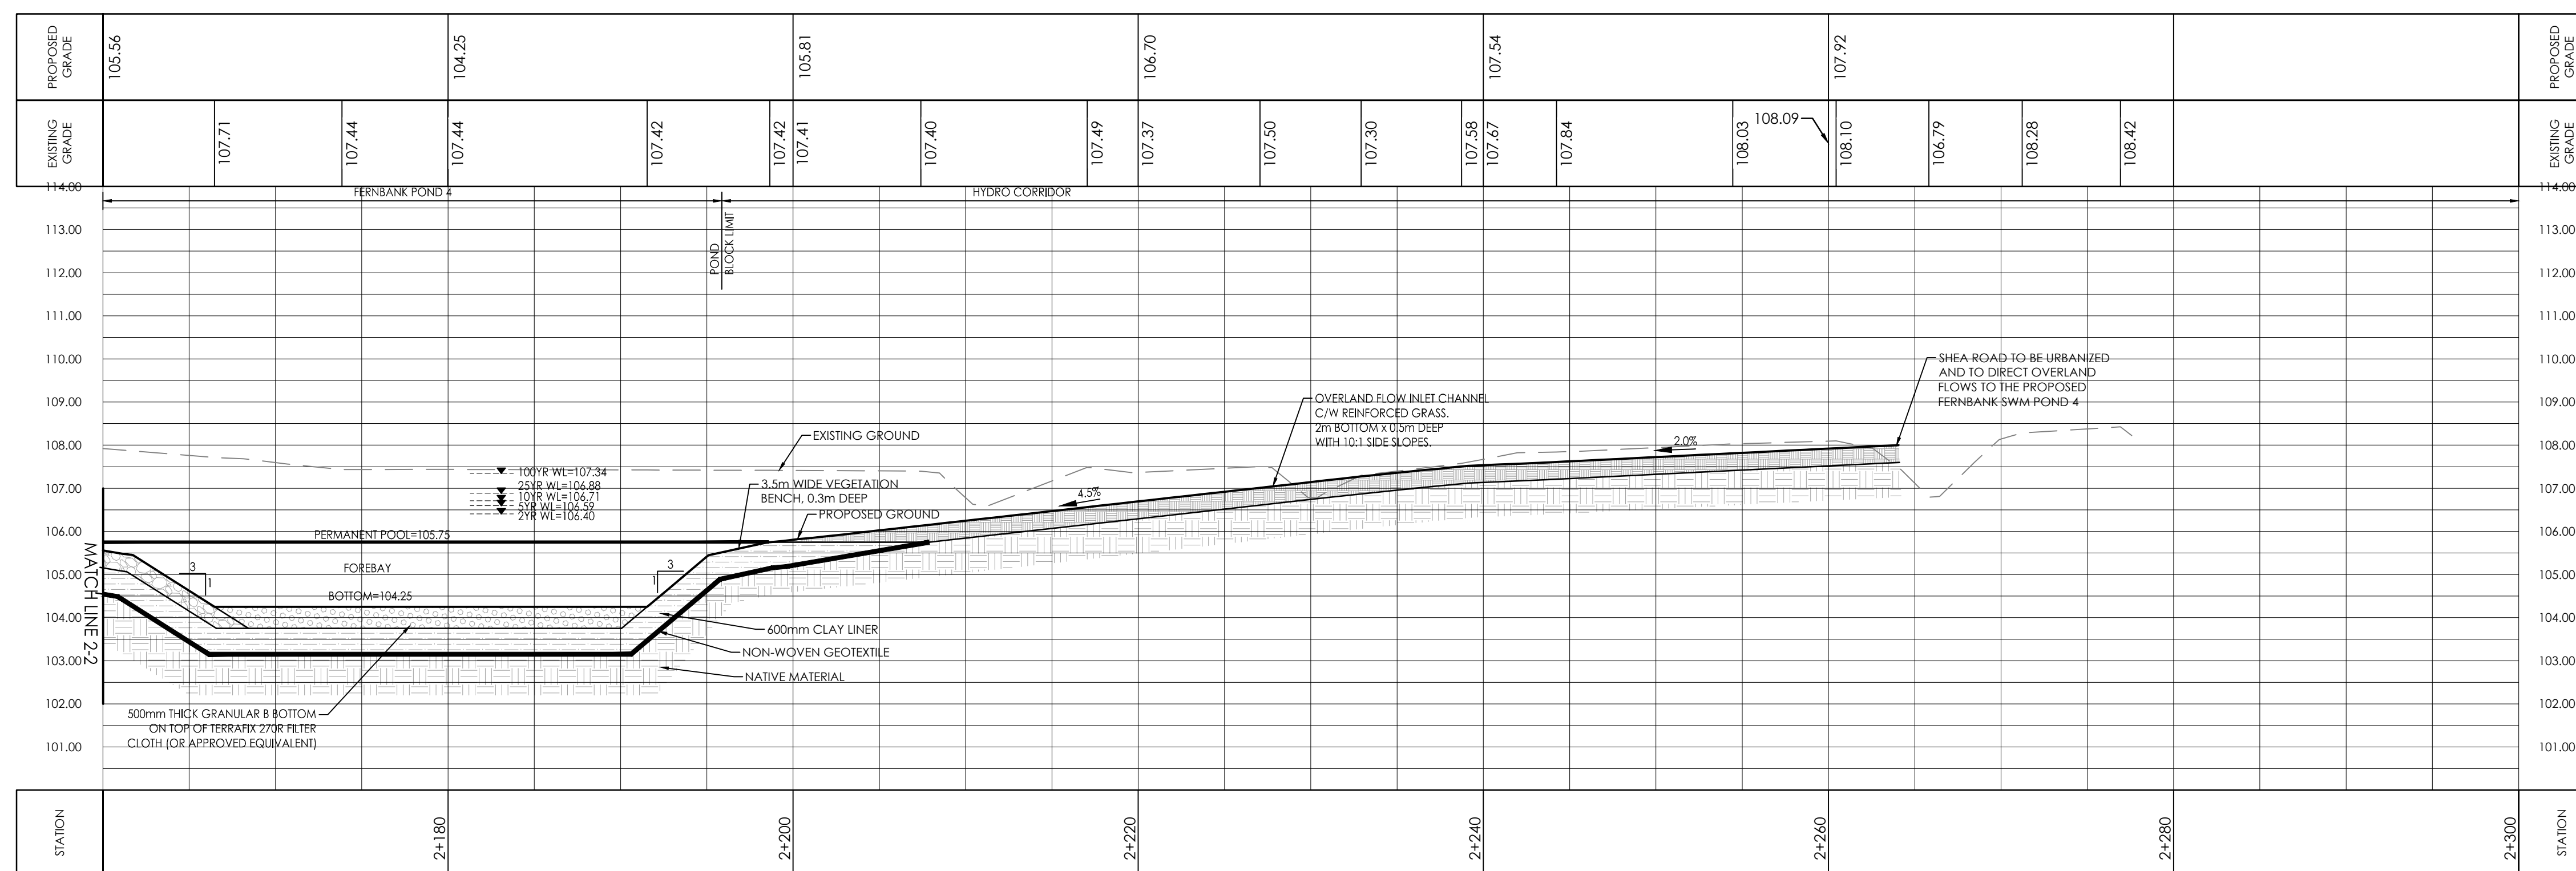 PROPOSED
GRADE
105.56
104.25
105.81
106.70
107.54
107.92
PROPOSED
GRADE
EXISTING
GRADE
107.71
107.44
107.44
107.42
107.42
107.41
107.40
107.49
107.37
107.50
107.30
107.58
107.67
107.84
108.03
108.09
108.10
106.79
108.28
108.42
EXISTING
GRADE
114.00
FERNBANK POND 4
HYDRO CORRIDOR
114.00
POND
BLOCK LIMIT
113.00
113.00
112.00
112.00
111.00
111.00
110.00
110.00
SHEA ROAD TO BE URBANIZED
AND TO DIRECT OVERLAND
FLOWS TO THE PROPOSED
FERNBANK SWM POND 4
109.00
109.00
OVERLAND FLOW INLET CHANNEL
C/W REINFORCED GRASS.
2m BOTTOM x 0.5m DEEP
WITH 10:1 SIDE SLOPES.
EXISTING GROUND
2.0%
108.00
108.00
100YR WL=107.34
25YR WL=106.88
10YR WL=106.71
5YR WL=106.59
2YR WL=106.40
3.5m WIDE VEGETATION
BENCH, 0.3m DEEP
4.5%
107.00
107.00
PROPOSED GROUND
106.00
106.00
PERMANENT POOL=105.75
MATCH LINE 2-2
3
1
FOREBAY
3
1
105.00
105.00
BOTTOM=104.25
104.00
104.00
600mm CLAY LINER
NON-WOVEN GEOTEXTILE
103.00
103.00
NATIVE MATERIAL
102.00
102.00
500mm THICK GRANULAR B BOTTOM
ON TOP OF TERRAFIX 270R FILTER
CLOTH (OR APPROVED EQUIVALENT)
101.00
101.00
STATION
2+180
2+200
2+220
2+240
2+260
2+280
2+300
STATION